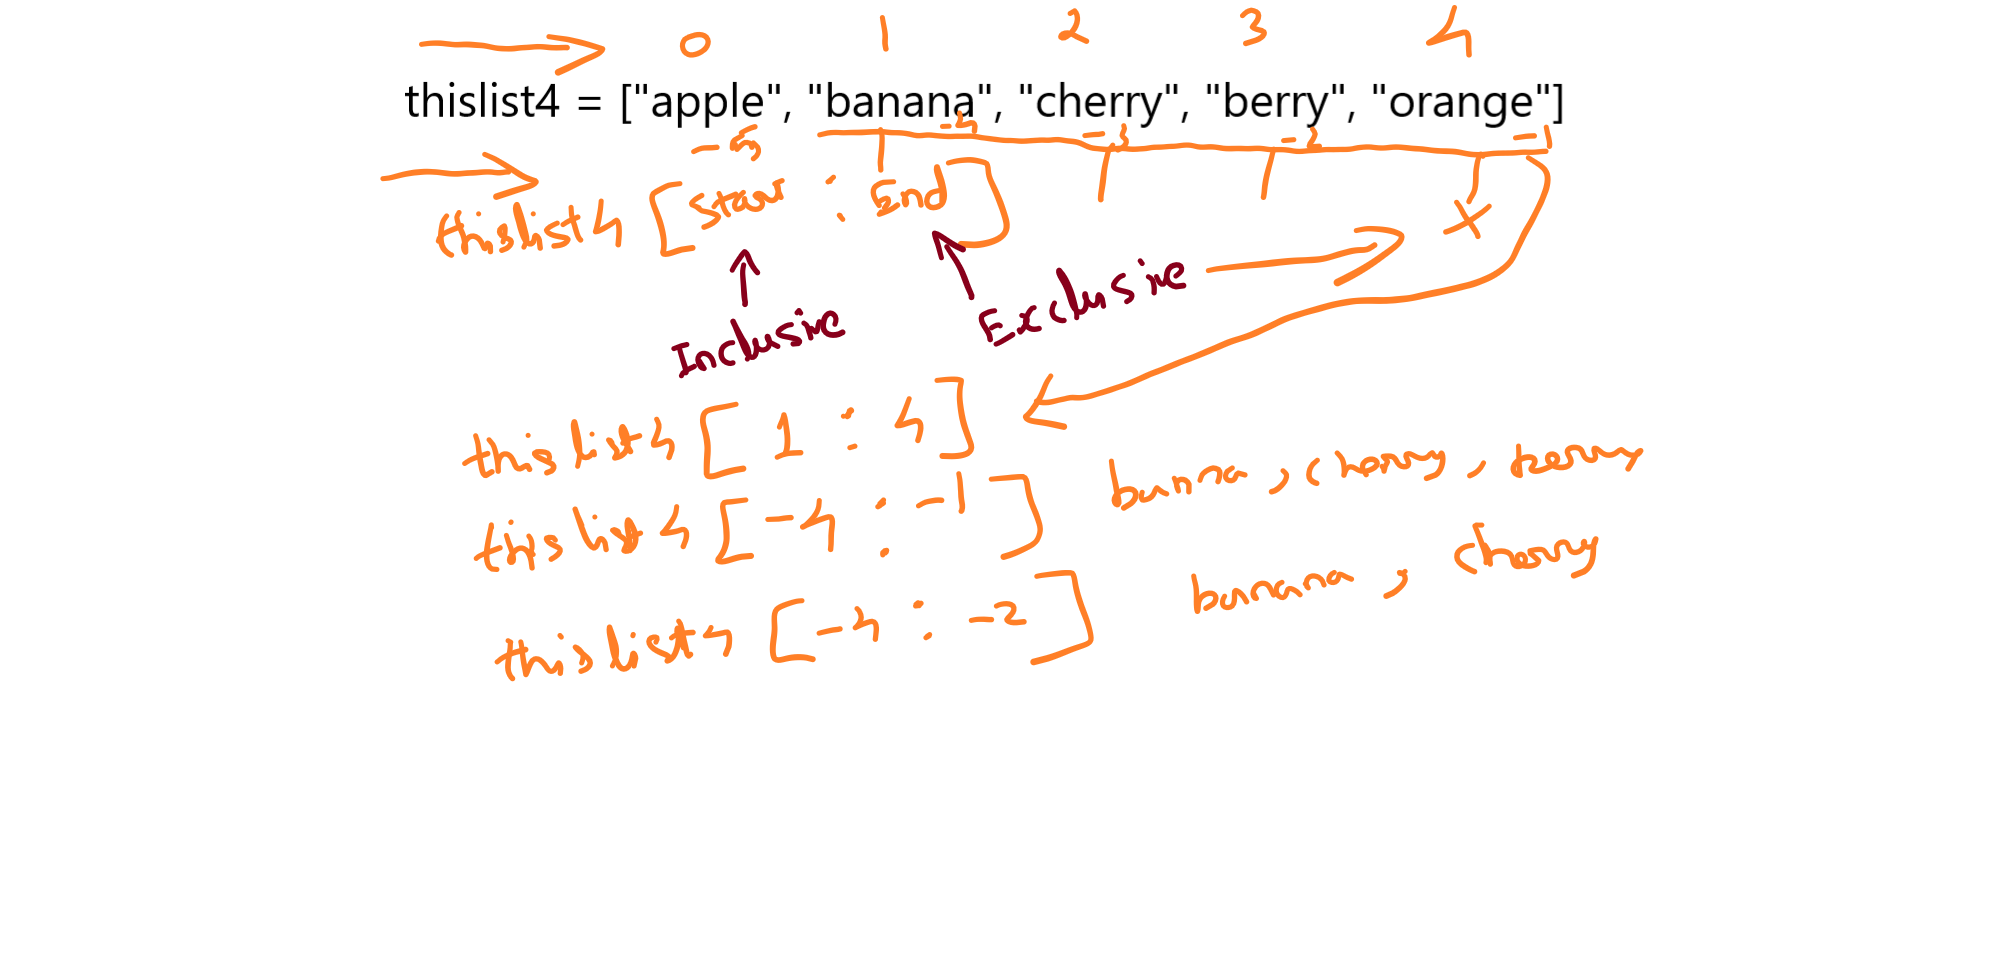 0 1 2 3 4
thislist4 = ["apple", "banana", "cherry", "berry", "orange"]
-5 -4 -3 -2 -1
thislist4 [Start : End]
Inclusive Exclusive
thislist4 [1 : 4]
thislist4 [-4 : -1] banna, cherry, berry
thislist4 [-4 : -2] banana, cherry